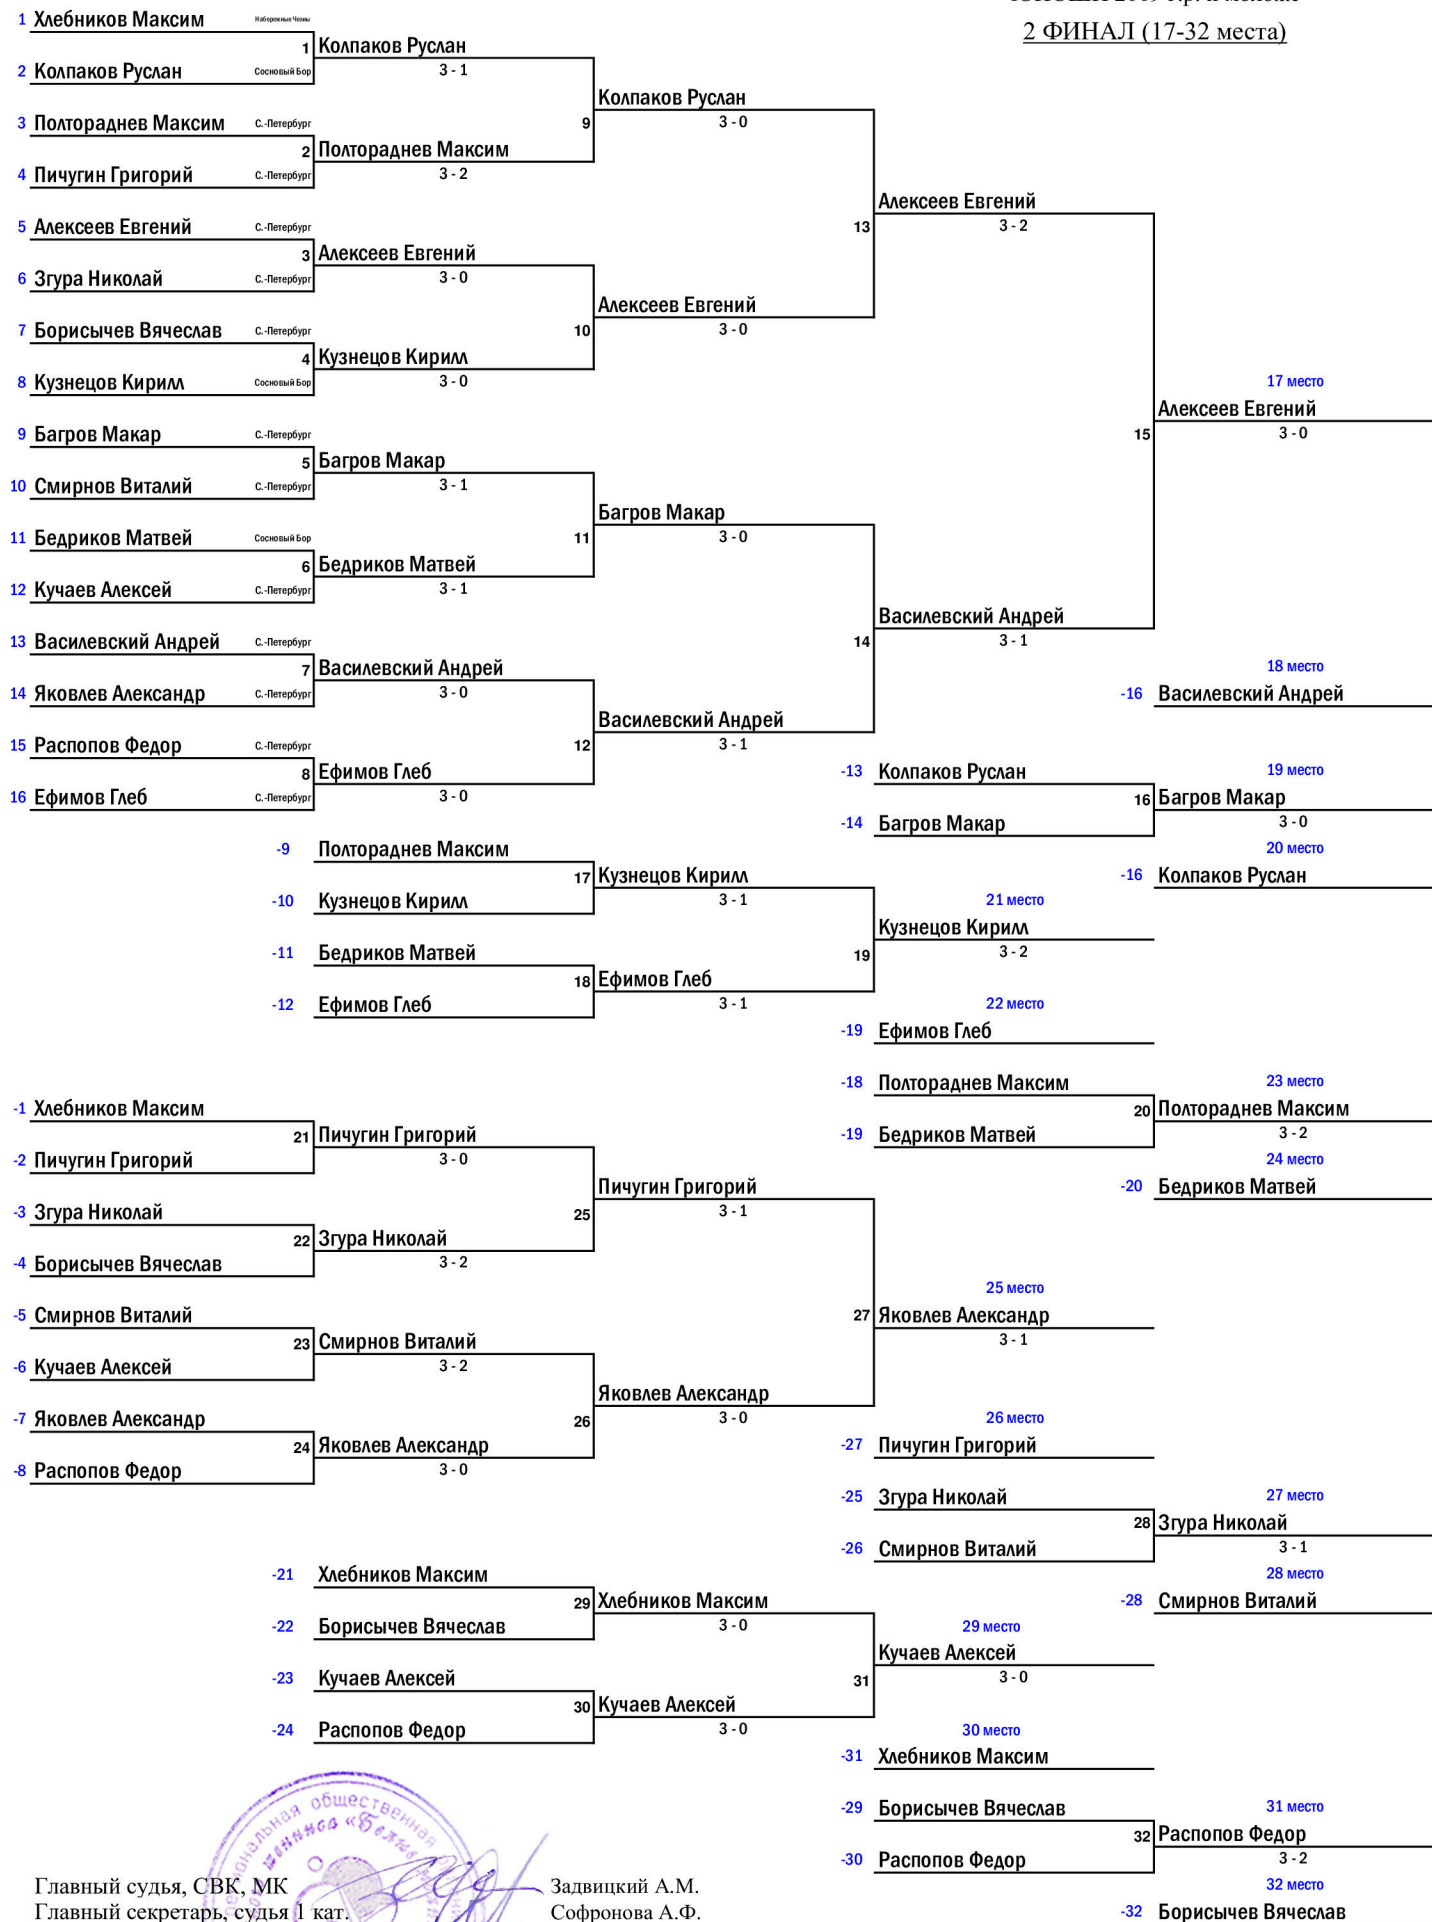 2 ФИНАЛ (17-32 места)
1 Хлебников Максим Набережные Челны
1 Колпаков Руслан
2 Колпаков Руслан Сосновый Бор
3 - 1
Колпаков Руслан
3 Полтораднев Максим С.-Петербург
9
3 - 0
2 Полтораднев Максим
4 Пичугин Григорий С.-Петербург
3 - 2
Алексеев Евгений
5 Алексеев Евгений С.-Петербург
13
3 - 2
3 Алексеев Евгений
6 Згура Николай С.-Петербург
3 - 0
Алексеев Евгений
7 Борисычев Вячеслав С.-Петербург
10
3 - 0
4 Кузнецов Кирилл
8 Кузнецов Кирилл Сосновый Бор
3 - 0
17 место
Алексеев Евгений
9 Багров Макар С.-Петербург
15
3 - 0
5 Багров Макар
10 Смирнов Виталий С.-Петербург
3 - 1
Багров Макар
11 Бедриков Матвей Сосновый Бор
11
3 - 0
6 Бедриков Матвей
12 Кучаев Алексей С.-Петербург
3 - 1
Василевский Андрей
13 Василевский Андрей С.-Петербург
14
3 - 1
7 Василевский Андрей
18 место
14 Яковлев Александр С.-Петербург
3 - 0
-16 Василевский Андрей
Василевский Андрей
15 Распопов Федор С.-Петербург
12
3 - 1
8 Ефимов Глеб
-13 Колпаков Руслан
19 место
16 Ефимов Глеб С.-Петербург
3 - 0
16 Багров Макар
-14 Багров Макар
3 - 0
-9 Полтораднев Максим
20 место
17 Кузнецов Кирилл
-16 Колпаков Руслан
-10 Кузнецов Кирилл
3 - 1
21 место
Кузнецов Кирилл
-11 Бедриков Матвей
19
3 - 2
18 Ефимов Глеб
-12 Ефимов Глеб
3 - 1
22 место
-19 Ефимов Глеб
-18 Полтораднев Максим
23 место
-1 Хлебников Максим
20 Полтораднев Максим
21 Пичугин Григорий
-19 Бедриков Матвей
3 - 2
-2 Пичугин Григорий
3 - 0
24 место
Пичугин Григорий
-20 Бедриков Матвей
-3 Згура Николай
25
3 - 1
22 Згура Николай
-4 Борисычев Вячеслав
3 - 2
25 место
-5 Смирнов Виталий
27 Яковлев Александр
23 Смирнов Виталий
3 - 1
-6 Кучаев Алексей
3 - 2
Яковлев Александр
-7 Яковлев Александр
26
3 - 0
26 место
24 Яковлев Александр
-27 Пичугин Григорий
-8 Распопов Федор
3 - 0
-25 Згура Николай
27 место
28 Згура Николай
-26 Смирнов Виталий
3 - 1
-21 Хлебников Максим
28 место
29 Хлебников Максим
-28 Смирнов Виталий
-22 Борисычев Вячеслав
3 - 0
29 место
Кучаев Алексей
-23 Кучаев Алексей
31
3 - 0
30 Кучаев Алексей
-24 Распопов Федор
3 - 0
30 место
-31 Хлебников Максим
-29 Борисычев Вячеслав
31 место
32 Распопов Федор
-30 Распопов Федор
3 - 2
Главный судья, СВК, МК Задвицкий А.М.
32 место
Главный секретарь, судья 1 кат. Софронова А.Ф.
-32 Борисычев Вячеслав
общественная